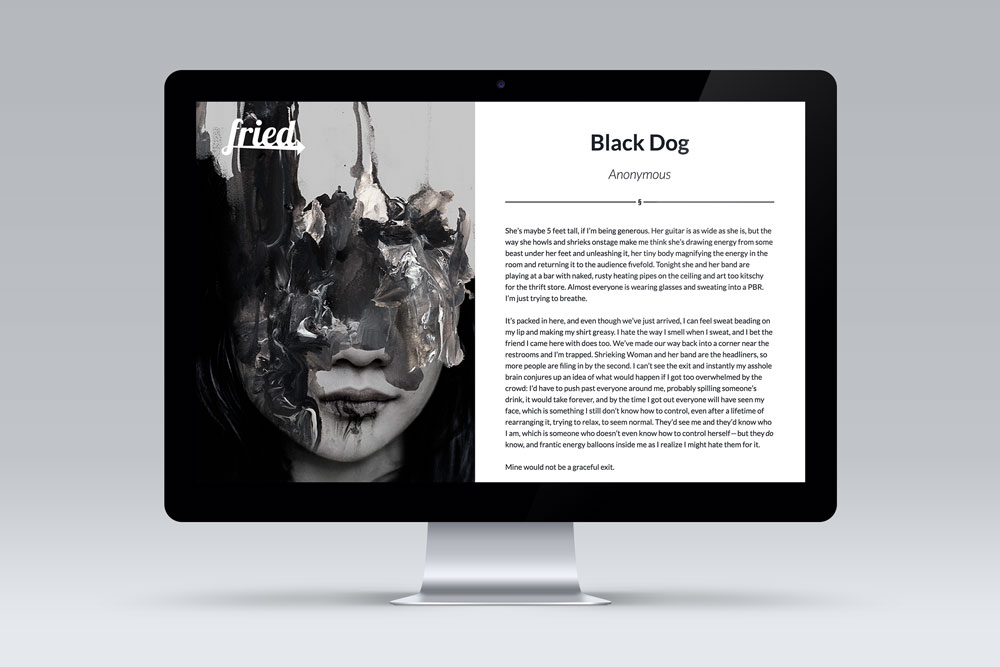 fried
Black Dog
Anonymous
§
She's maybe 5 feet tall, if I'm being generous. Her guitar is as wide as she is, but the
way she howls and shrieks onstage make me think she's drawing energy from some
beast under her feet and unleashing it, her tiny body magnifying the energy in the
room and returning it to the audience fivefold. Tonight she and her band are
playing at a bar with naked, rusty heating pipes on the ceiling and art too kitschy
for the thrift store. Almost everyone is wearing glasses and sweating into a PBR.
I'm just trying to breathe.
It's packed in here, and even though we've just arrived, I can feel sweat beading on
my lip and making my shirt greasy. I hate the way I smell when I sweat, and I bet the
friend I came here with does too. We've made our way back into a corner near the
restrooms and I'm trapped. Shrieking Woman and her band are the headliners, so
more people are filing in by the second. I can't see the exit and instantly my asshole
brain conjures up an idea of what would happen if I got too overwhelmed by the
crowd: I'd have to push past everyone around me, probably spilling someone's
drink, it would take forever, and by the time I got out everyone will have seen my
face, which is something I still don't know how to control, even after a lifetime of
rearranging it, trying to relax, to seem normal. They'd see me and they'd know who
I am, which is someone who doesn't even know how to control herself—but they do
know, and frantic energy balloons inside me as I realize I might hate them for it.
Mine would not be a graceful exit.